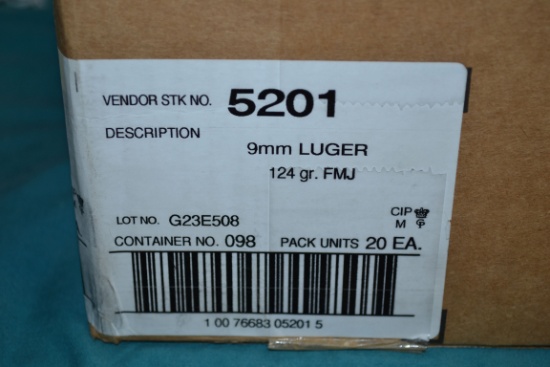 VENDOR STK NO. 5201
DESCRIPTION
9mm LUGER
124 gr. FMJ
LOT NO. G23E508
CIP
M
CONTAINER NO. 098 PACK UNITS 20 EA.
1 00 76683 05201 5